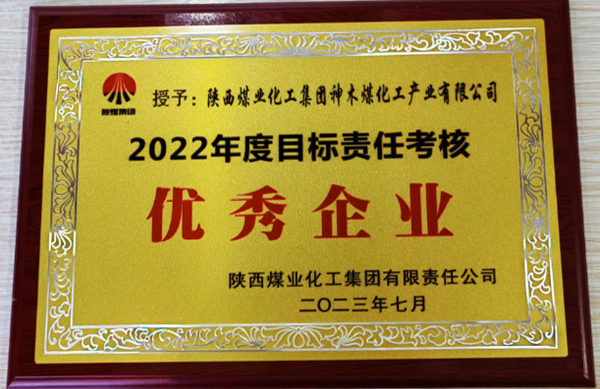 陕煤集团
授予：陕西煤业化工集团神木煤化工产业有限公司
2022年度目标责任考核
优秀企业
陕西煤业化工集团有限责任公司
二〇二三年七月